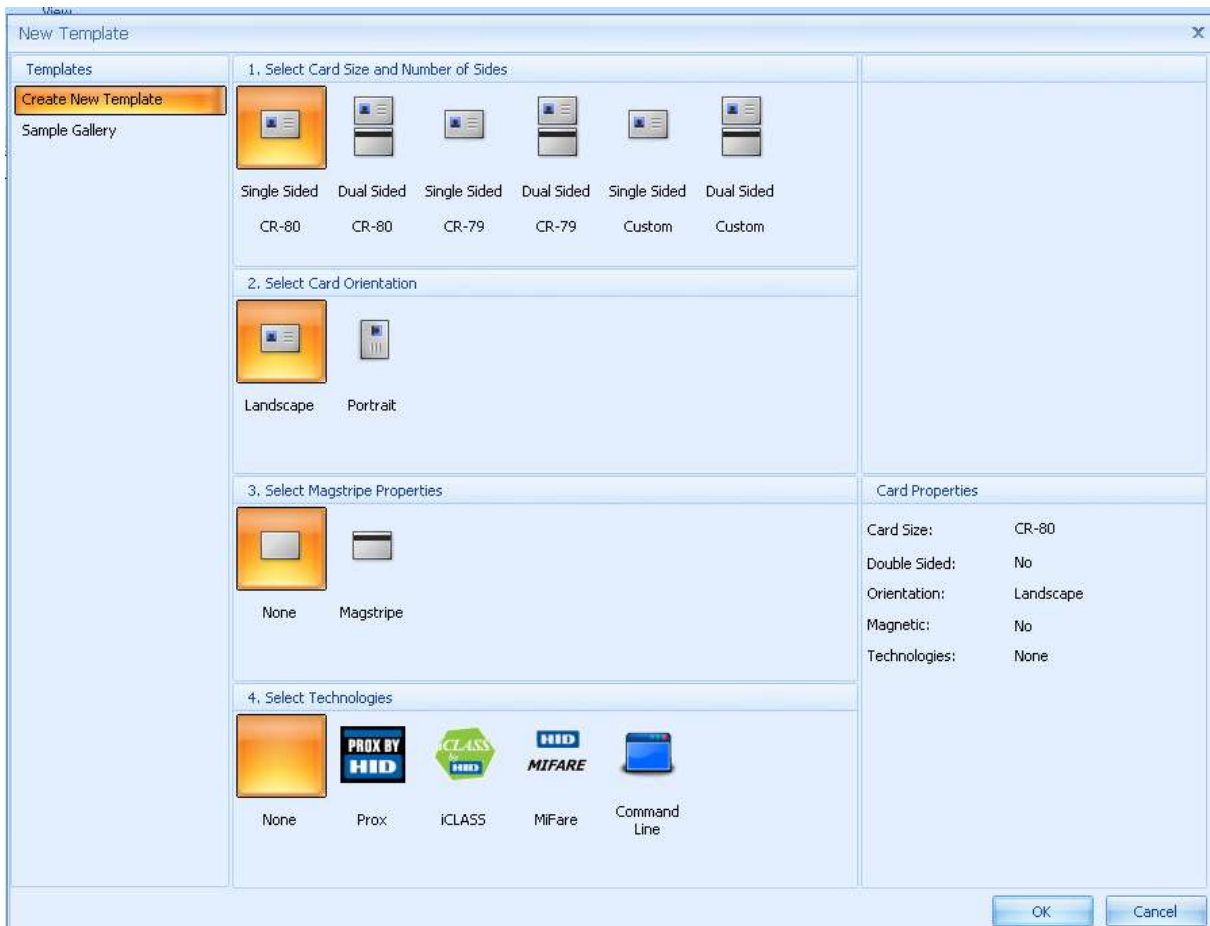 View
New Template
Templates
Create New Template
Sample Gallery
1. Select Card Size and Number of Sides
Single Sided Dual Sided Single Sided Dual Sided Single Sided Dual Sided
CR-80 CR-80 CR-79 CR-79 Custom Custom
2. Select Card Orientation
Landscape Portrait
3. Select Magstripe Properties
None Magstripe
4. Select Technologies
PROX BY
HID
iCLASS
by
HID
HID
MIFARE
None Prox iCLASS MiFare Command
Line
Card Properties
Card Size: CR-80
Double Sided: No
Orientation: Landscape
Magnetic: No
Technologies: None
OK Cancel